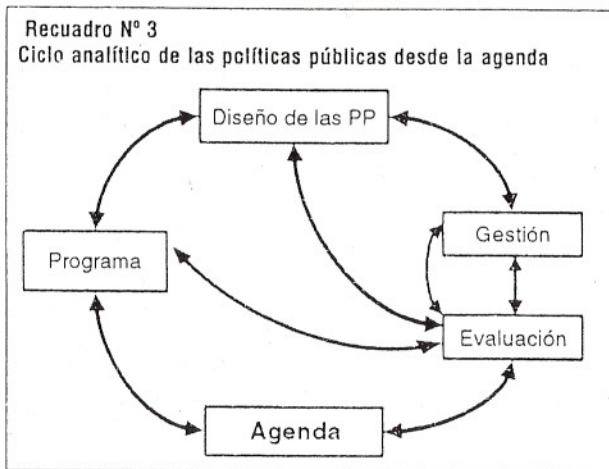 Recuadro Nº 3
Ciclo analítico de las políticas públicas desde la agenda
Diseño de las PP
Gestión
Programa
Evaluación
Agenda